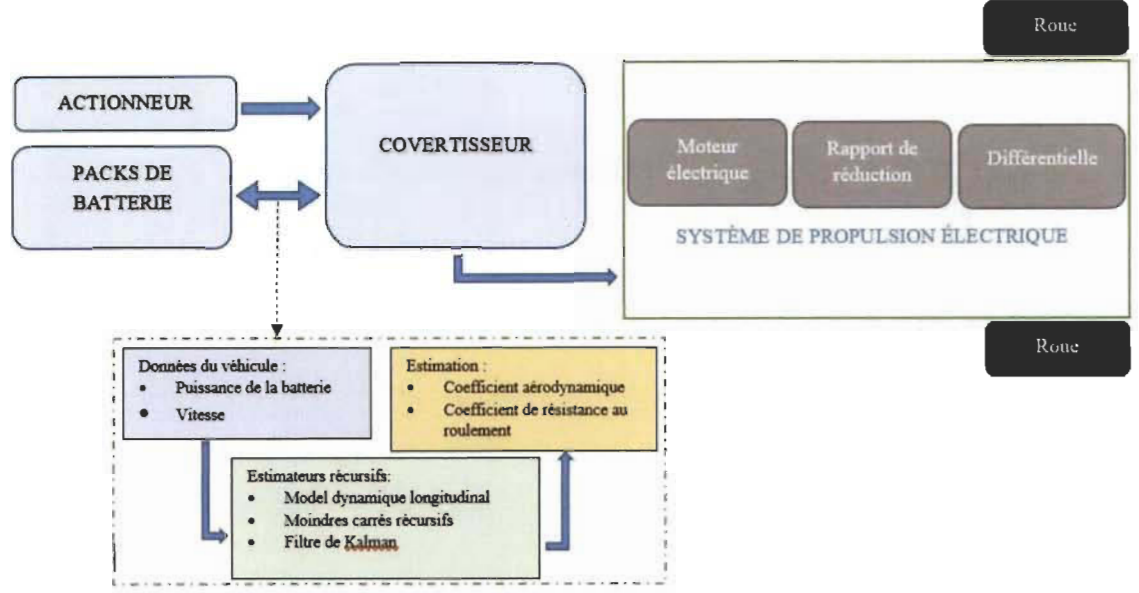 Roue
ACTIONNEUR
PACKS DE
BATTERIE
COVERTISSEUR
Moteur
électrique
Rapport de
réduction
Différentielle
SYSTÈME DE PROPULSION ÉLECTRIQUE
Roue
Données du véhicule :
• Puissance de la batterie
• Vitesse
Estimation :
• Coefficient aérodynamique
• Coefficient de résistance au
roulement
Estimateurs récursifs:
• Model dynamique longitudinal
• Moindres carrés récursifs
• Filtre de Kalman